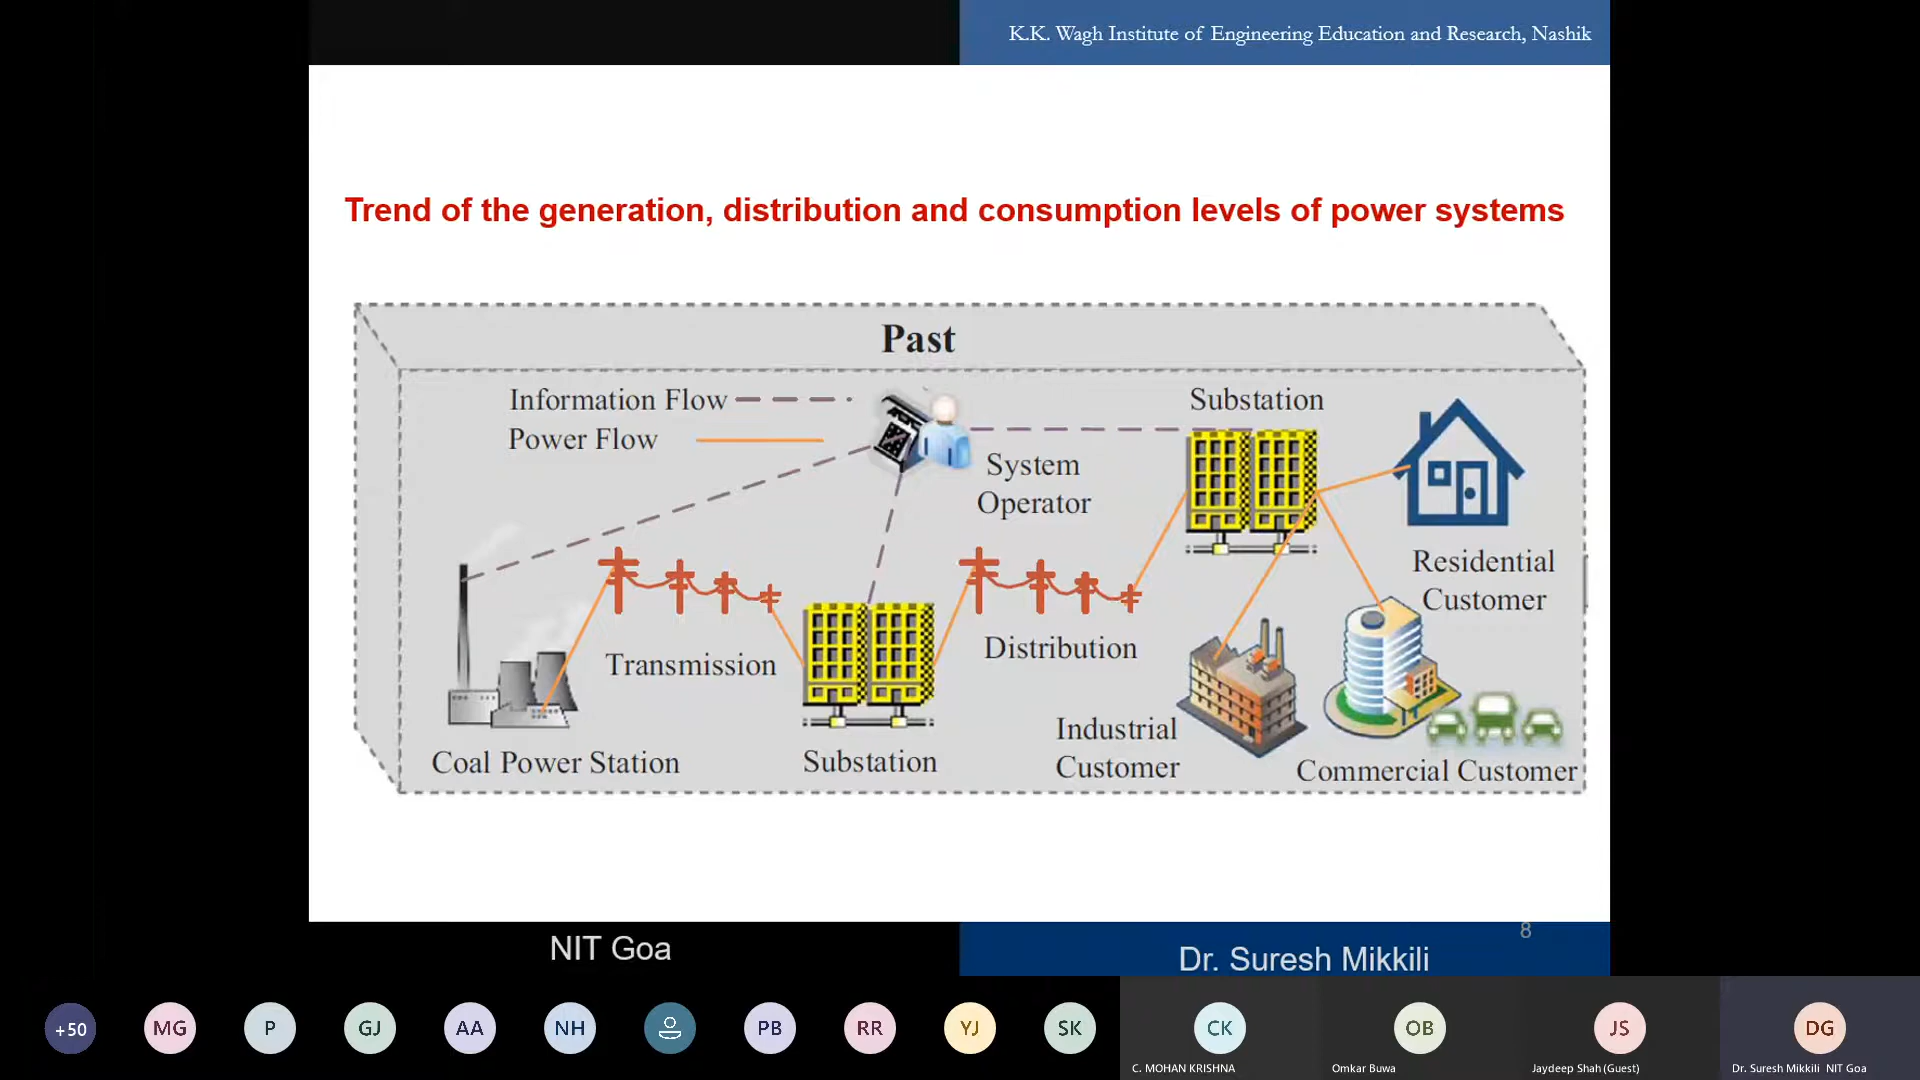 K.K. Wagh Institute of Engineering Education and Research, Nashik
Trend of the generation, distribution and consumption levels of power systems
Past
Information Flow
Power Flow
System
Operator
Substation
Residential
Customer
Transmission
Distribution
Industrial
Customer
Coal Power Station
Substation
Commercial Customer
8
NIT Goa
Dr. Suresh Mikkili
+50
MG
P
GJ
AA
NH
PB
RR
YJ
SK
CK
OB
JS
DG
C. MOHAN KRISHNA
Omkar Buwa
Jaydeep Shah (Guest)
Dr. Suresh Mikkili NIT Goa